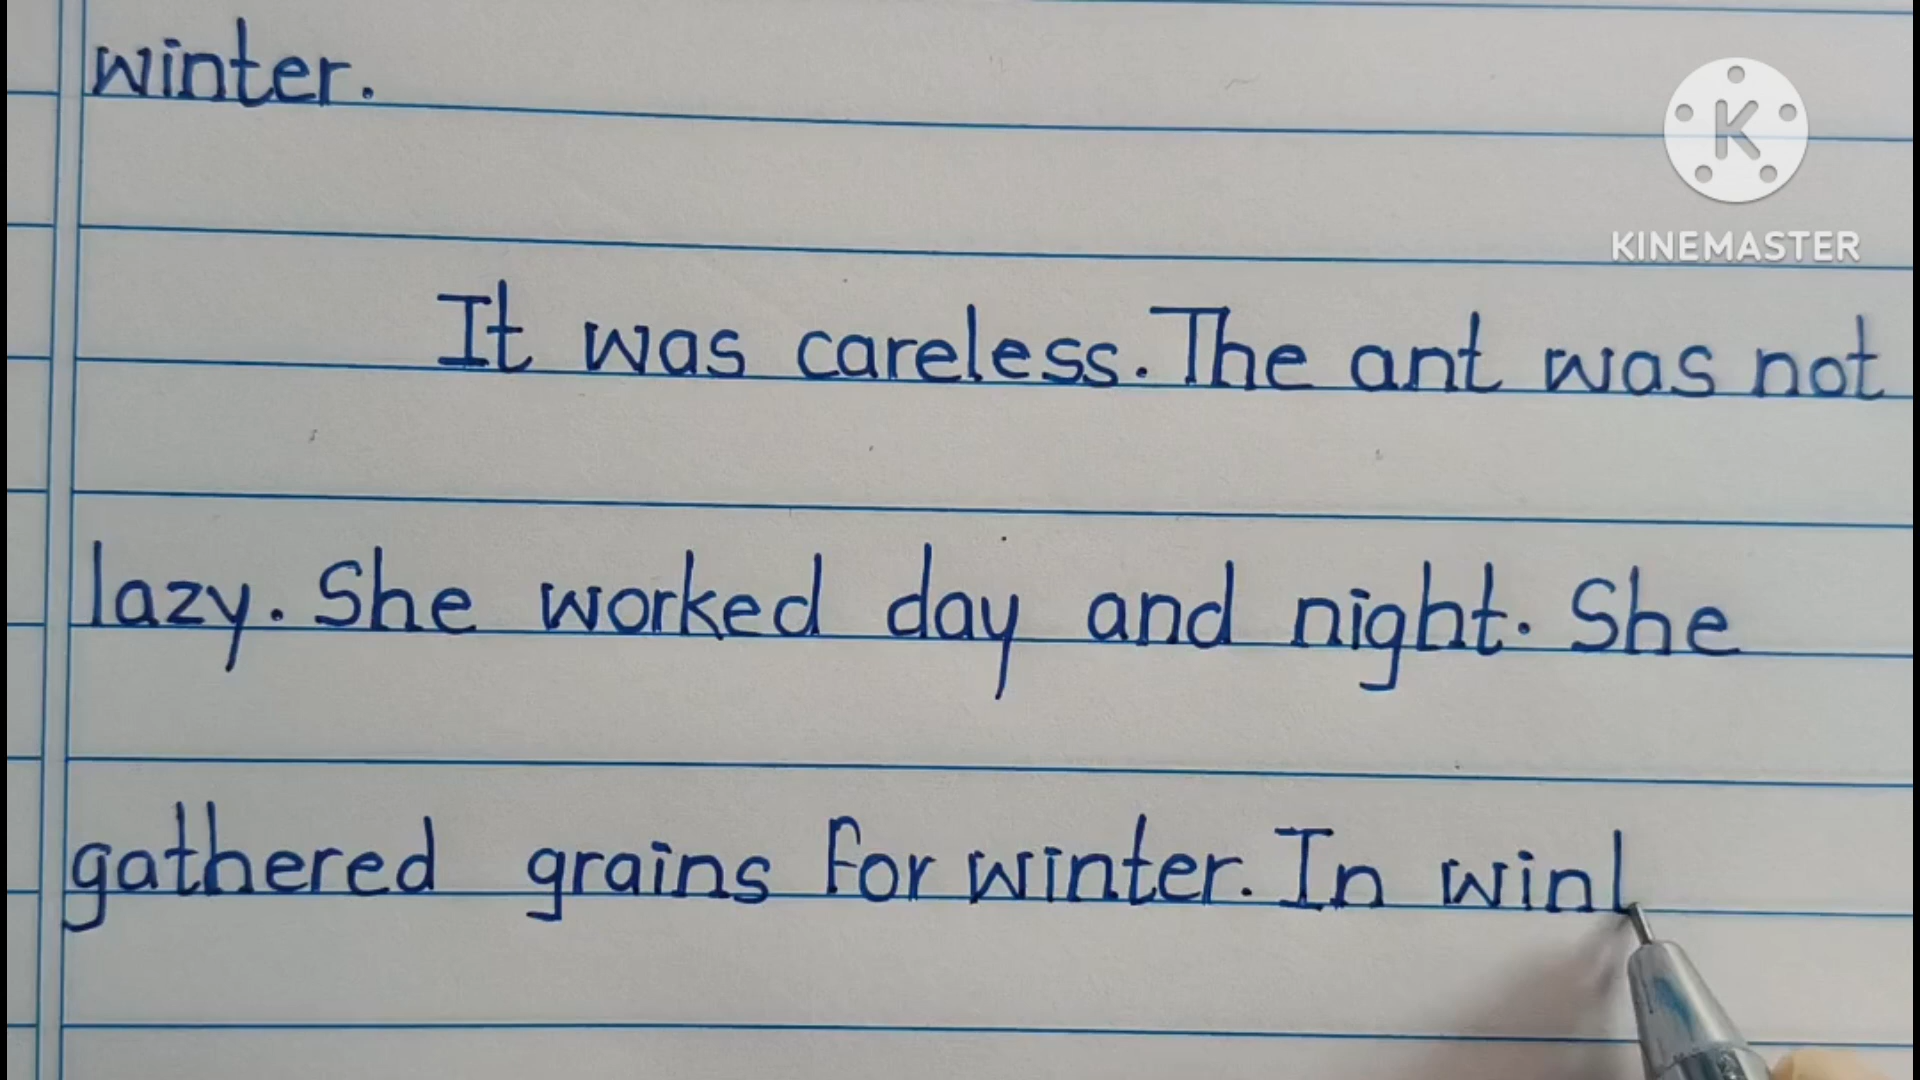 winter.
K
KINEMASTER
It was careless. The ant was not
lazy. She worked day and night. She
gathered grains for winter. In win